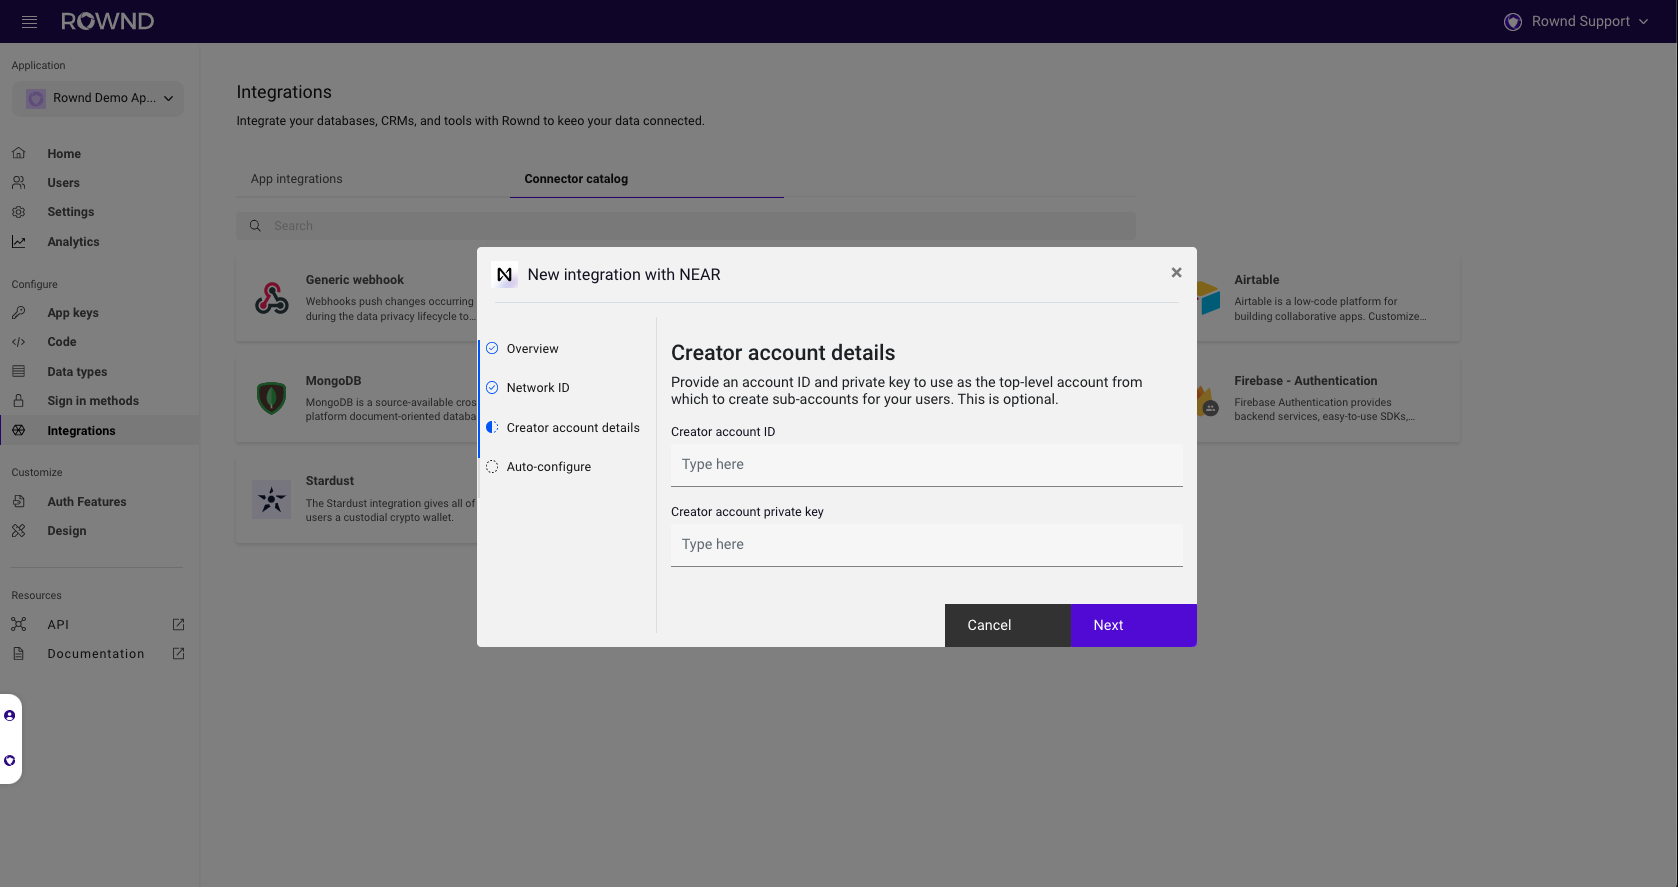 ROWND
Rownd Support
Application
Rownd Demo Ap...
Home
Users
Settings
Analytics
Configure
App keys
Code
Data types
Sign in methods
Integrations
Customize
Auth Features
Design
Resources
API
Documentation
Integrations
Integrate your databases, CRMs, and tools with Rownd to keeo your data connected.
App integrations
Connector catalog
Search
Generic webhook
Webhooks push changes occurring
during the data privacy lifecycle to...
MongoDB
MongoDB is a source-available cros
platform document-oriented databa
Stardust
The Stardust integration gives all of
users a custodial crypto wallet.
Airtable
Airtable is a low-code platform for
building collaborative apps. Customize...
Firebase - Authentication
Firebase Authentication provides
backend services, easy-to-use SDKs,...
New integration with NEAR
Overview
Network ID
Creator account details
Auto-configure
Creator account details
Provide an account ID and private key to use as the top-level account from
which to create sub-accounts for your users. This is optional.
Creator account ID
Type here
Creator account private key
Type here
Cancel
Next